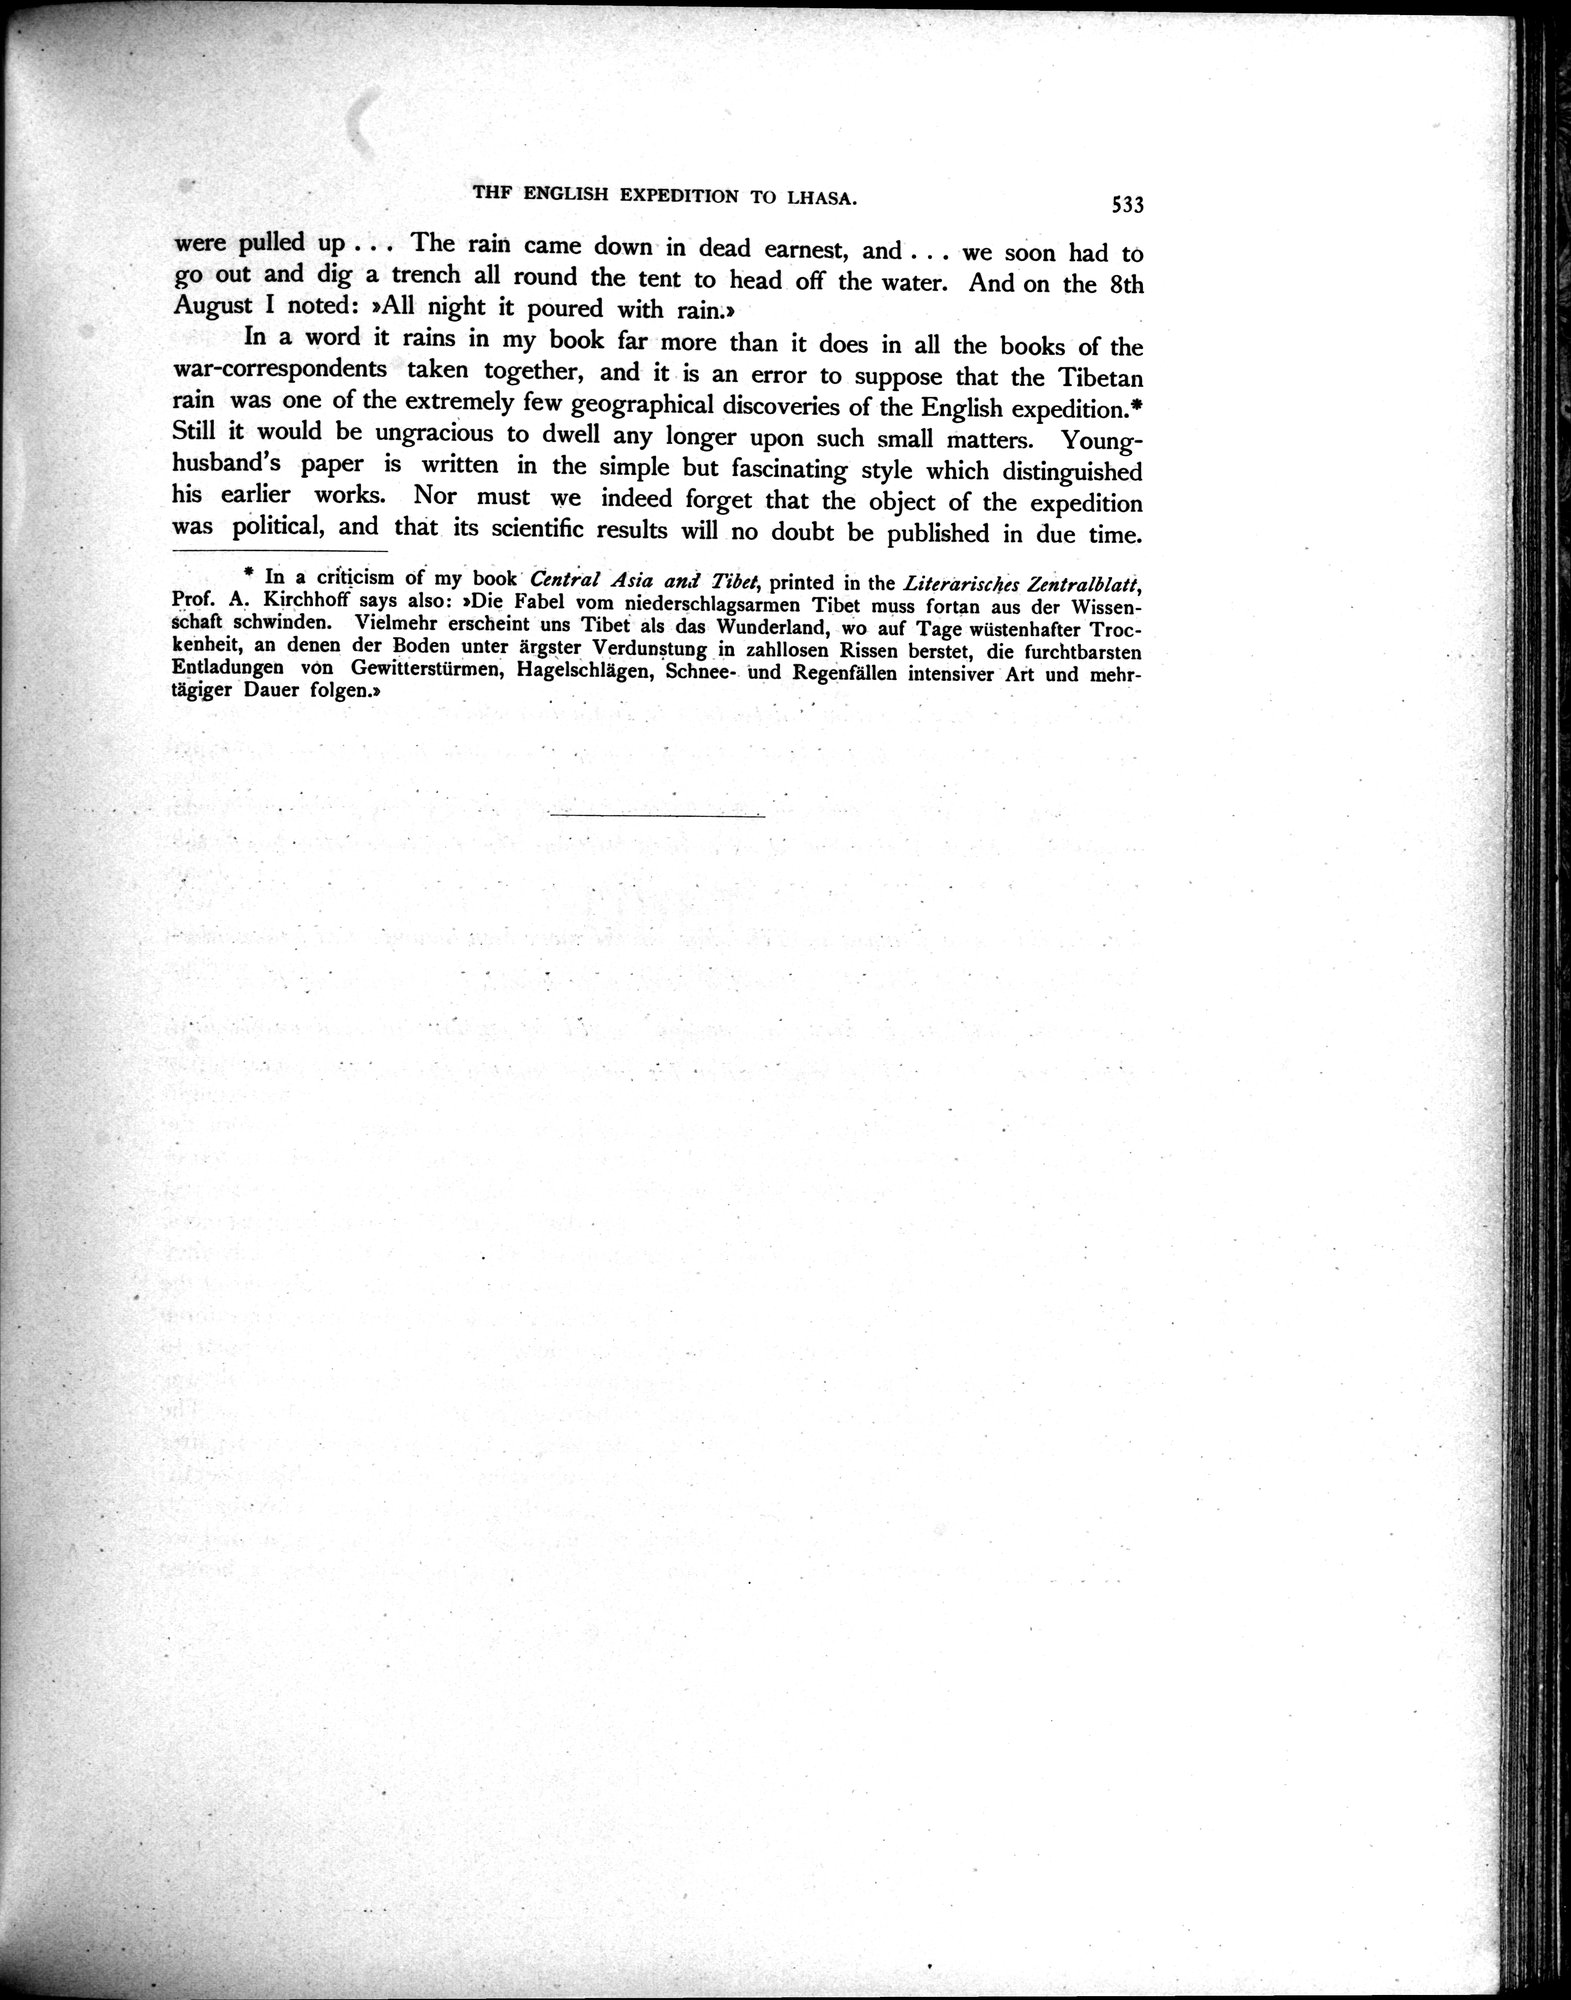 THF ENGLISH EXPEDITION TO LHASA. 533
were pulled up . . . The rain came down in dead earnest, and . . . we soon had to
go out and dig a trench all round the tent to head off the water. And on the 8th
August I noted: »All night it poured with rain.»
In a word it rains in my book far more than it does in all the books of the
war-correspondents taken together, and it is an error to suppose that the Tibetan
rain was one of the extremely few geographical discoveries of the English expedition.*
Still it would be ungracious to dwell any longer upon such small matters. Young-
husband's paper is written in the simple but fascinating style which distinguished
his earlier works. Nor must we indeed forget that the object of the expedition
was political, and that its scientific results will no doubt be published in due time.
* In a criticism of my book Central Asia and Tibet, printed in the Literarisches Zentralblatt,
Prof. A. Kirchhoff says also: »Die Fabel vom niederschlagsarmen Tibet muss fortan aus der Wissen-
schaft schwinden. Vielmehr erscheint uns Tibet als das Wunderland, wo auf Tage wüstenhafter Troc-
kenheit, an denen der Boden unter ärgster Verdunstung in zahllosen Rissen berstet, die furchtbarsten
Entladungen von Gewitterstürmen, Hagelschlägen, Schnee- und Regenfällen intensiver Art und mehr-
tägiger Dauer folgen.»